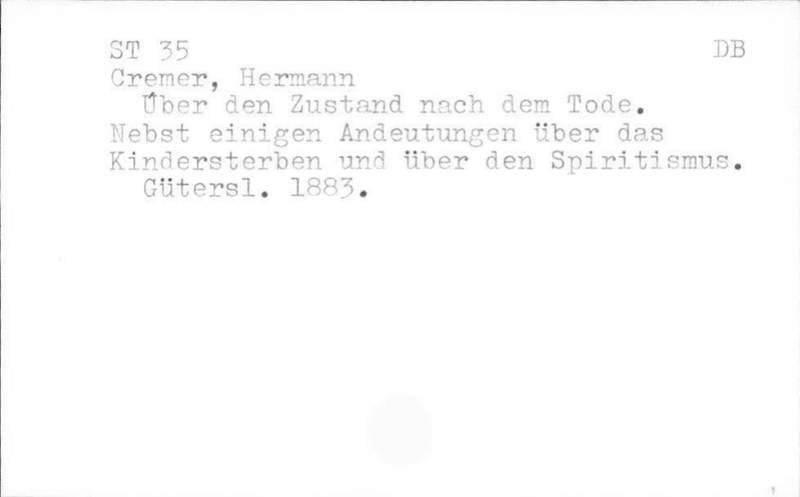 ST 35 DB
Cremer, Hermann
Über den Zustand nach dem Tode.
Nebst einigen Andeutungen über das
Kindersterben und über den Spiritismus.
Gütersl. 1883.